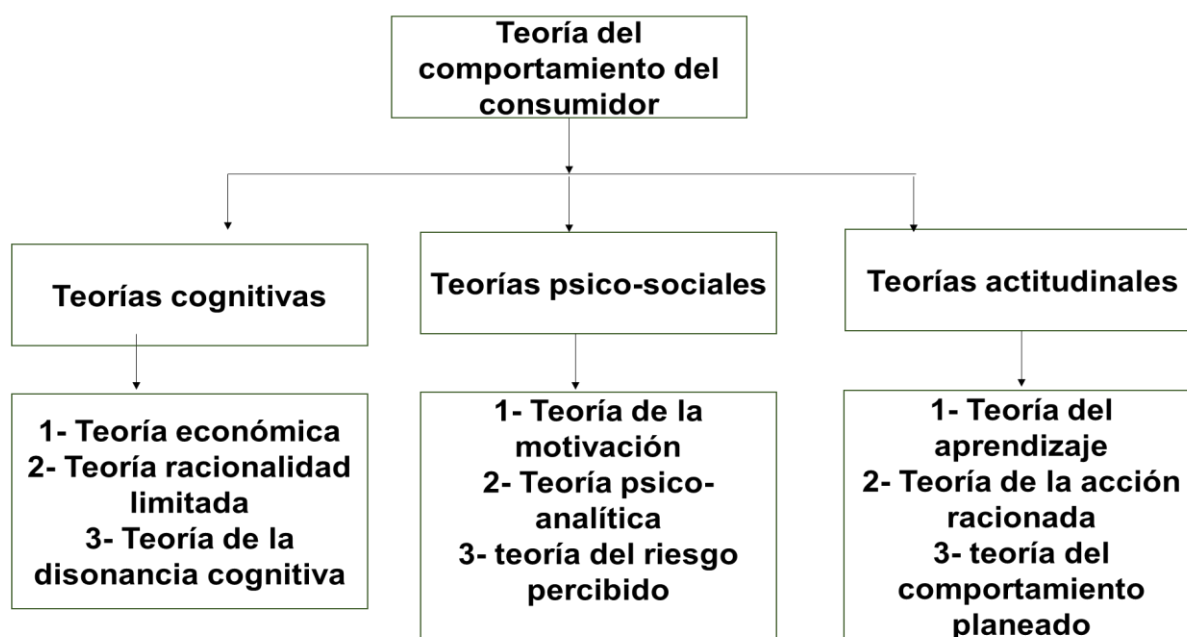 Teoría del
comportamiento del
consumidor
Teorías cognitivas
Teorías psico-sociales
Teorías actitudinales
1- Teoría económica
2- Teoría racionalidad
limitada
3- Teoría de la
disonancia cognitiva
1- Teoría de la
motivación
2- Teoría psico-
analítica
3- teoría del riesgo
percibido
1- Teoría del
aprendizaje
2- Teoría de la acción
racionada
3- teoría del
comportamiento
planeado